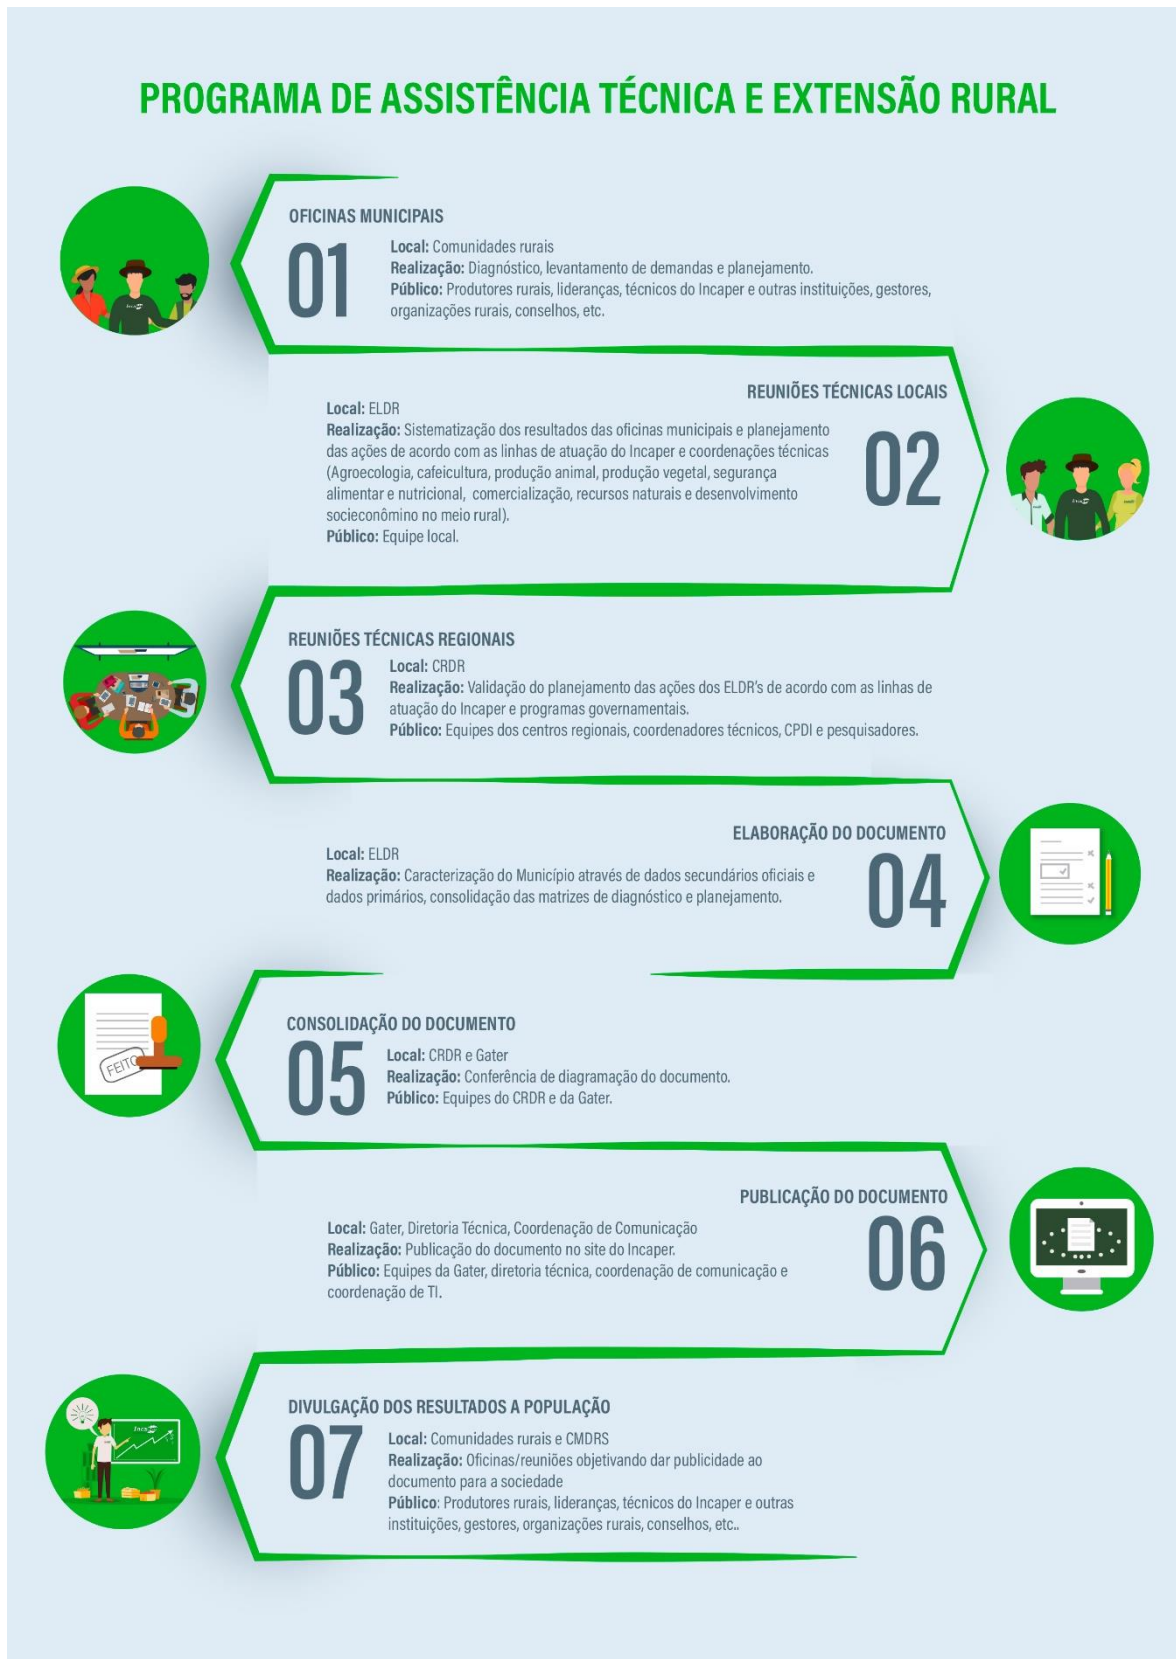 PROGRAMA DE ASSISTÊNCIA TÉCNICA E EXTENSÃO RURAL
OFICINAS MUNICIPAIS
01
Local: Comunidades rurais
Realização: Diagnóstico, levantamento de demandas e planejamento.
Público: Produtores rurais, lideranças, técnicos do Incaper e outras instituições, gestores,
organizações rurais, conselhos, etc.
REUNIÕES TÉCNICAS LOCAIS
02
Local: ELDR
Realização: Sistematização dos resultados das oficinas municipais e planejamento
das ações de acordo com as linhas de atuação do Incaper e coordenações técnicas
(Agroecologia, cafeicultura, produção animal, produção vegetal, segurança
alimentar e nutricional, comercialização, recursos naturais e desenvolvimento
socieconômino no meio rural).
Público: Equipe local.
REUNIÕES TÉCNICAS REGIONAIS
03
Local: CRDR
Realização: Validação do planejamento das ações dos ELDR's de acordo com as linhas de
atuação do Incaper e programas governamentais.
Público: Equipes dos centros regionais, coordenadores técnicos, CPDI e pesquisadores.
ELABORAÇÃO DO DOCUMENTO
04
Local: ELDR
Realização: Caracterização do Município através de dados secundários oficiais e
dados primários, consolidação das matrizes de diagnóstico e planejamento.
FEITO
CONSOLIDAÇÃO DO DOCUMENTO
05
Local: CRDR e Gater
Realização: Conferência de diagramação do documento.
Público: Equipes do CRDR e da Gater.
PUBLICAÇÃO DO DOCUMENTO
06
Local: Gater, Diretoria Técnica, Coordenação de Comunicação
Realização: Publicação do documento no site do Incaper.
Público: Equipes da Gater, diretoria técnica, coordenação de comunicação e
coordenação de TI.
Incaper
DIVULGAÇÃO DOS RESULTADOS A POPULAÇÃO
07
Local: Comunidades rurais e CMDRS
Realização: Oficinas/reuniões objetivando dar publicidade ao
documento para a sociedade
Público: Produtores rurais, lideranças, técnicos do Incaper e outras
instituições, gestores, organizações rurais, conselhos, etc..